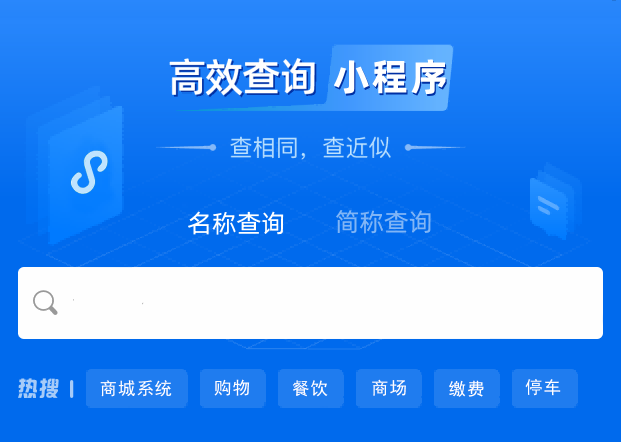 高效查询 小程序
查相同，查近似
名称查询 简称查询
热搜 | 商城系统 购物 餐饮 商场 缴费 停车